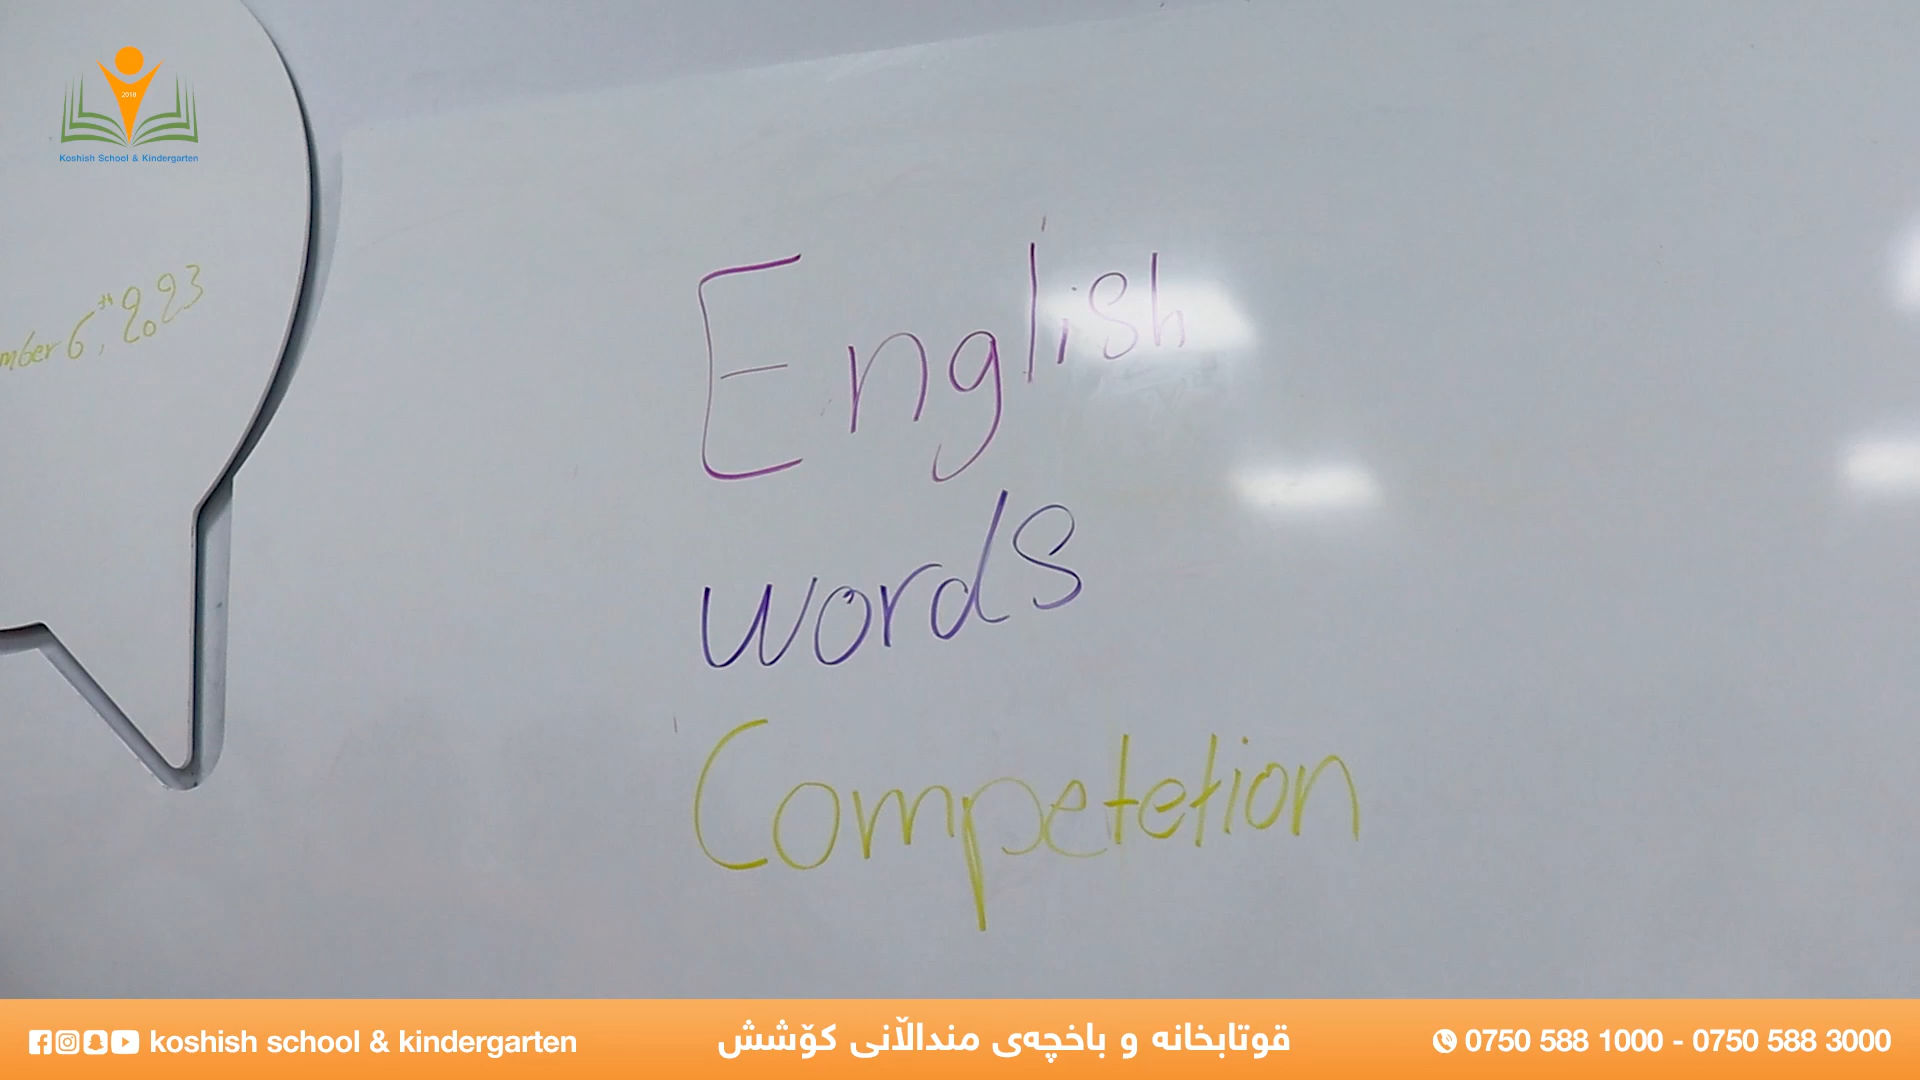 2018
Koshish School & Kindergarten
mber 6th, 2023
English
words
Competetion
koshish school & kindergarten
قوتابخانە و باخچەی منداڵانی کۆشش
0750 588 1000 - 0750 588 3000